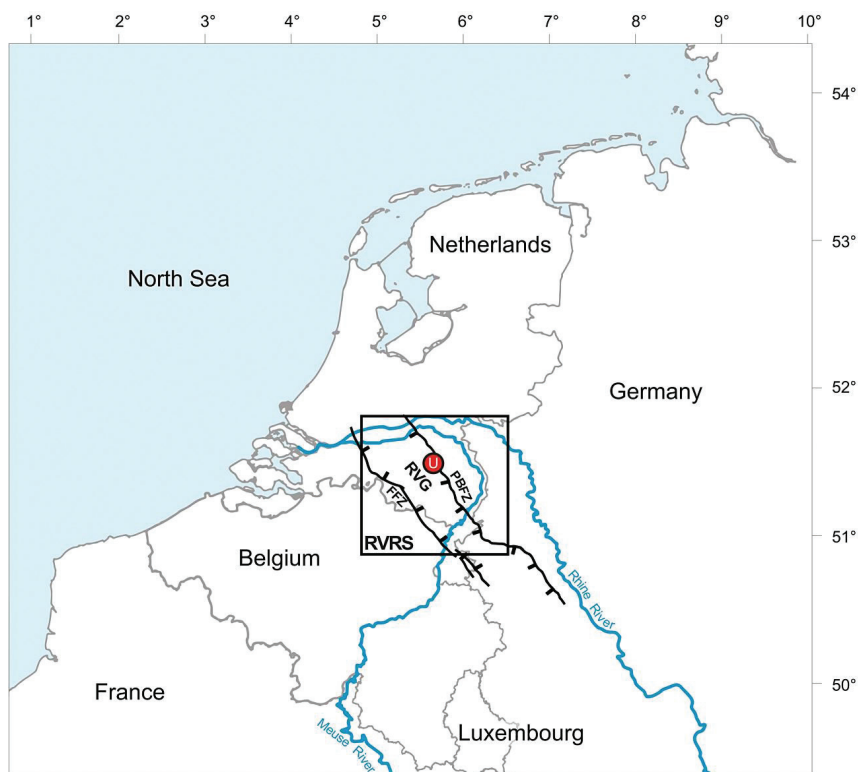 1° 2° 3° 4° 5° 6° 7° 8° 9° 10°
54°
53°
Netherlands
North Sea
52°
Germany
U
RVG
PBFZ
FFZ
51°
RVRS
Belgium
Rhine River
50°
France
Luxembourg
Meuse River